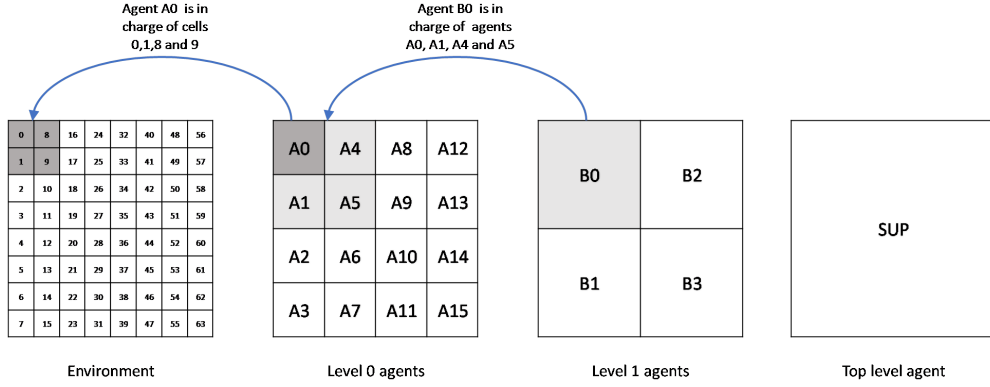 Agent A0 is in
charge of cells
0,1,8 and 9
Agent B0 is in
charge of agents
A0, A1, A4 and A5
0 8 16 24 32 40 48 56
1 9 17 25 33 41 49 57
2 10 18 26 34 42 50 58
3 11 19 27 35 43 51 59
4 12 20 28 36 44 52 60
5 13 21 29 37 45 53 61
6 14 22 30 38 46 54 62
7 15 23 31 39 47 55 63
A0 A4 A8 A12
A1 A5 A9 A13
A2 A6 A10 A14
A3 A7 A11 A15
B0 B2
B1 B3
SUP
Environment
Level 0 agents
Level 1 agents
Top level agent